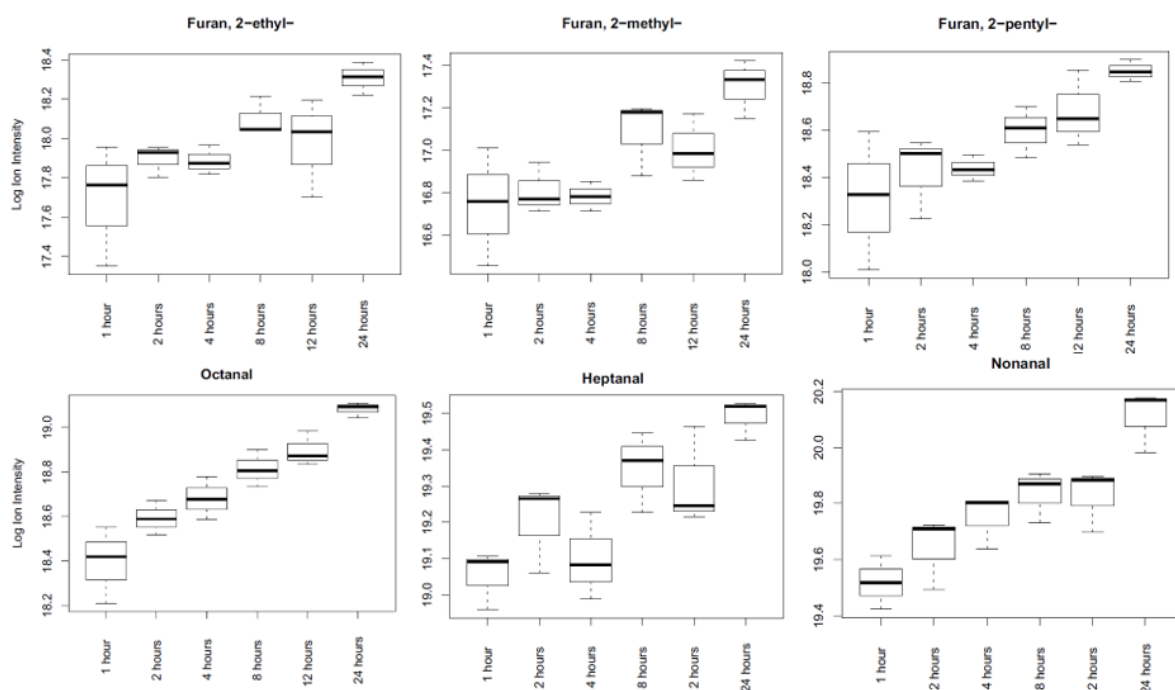 Furan, 2−ethyl−
Log Ion Intensity
17.4 17.6 17.8 18.0 18.2 18.4
1 hour
2 hours
4 hours
8 hours
12 hours
24 hours
Furan, 2−methyl−
16.6 16.8 17.0 17.2 17.4
1 hour
2 hours
4 hours
8 hours
12 hours
24 hours
Furan, 2−pentyl−
18.0 18.2 18.4 18.6 18.8
1 hour
2 hours
4 hours
8 hours
12 hours
24 hours
Octanal
Log Ion Intensity
18.2 18.4 18.6 18.8 19.0
1 hour
2 hours
4 hours
8 hours
12 hours
24 hours
Heptanal
19.0 19.1 19.2 19.3 19.4 19.5
1 hour
2 hours
4 hours
8 hours
2 hours
24 hours
Nonanal
19.4 19.6 19.8 20.0 20.2
1 hour
2 hours
4 hours
8 hours
2 hours
24 hours